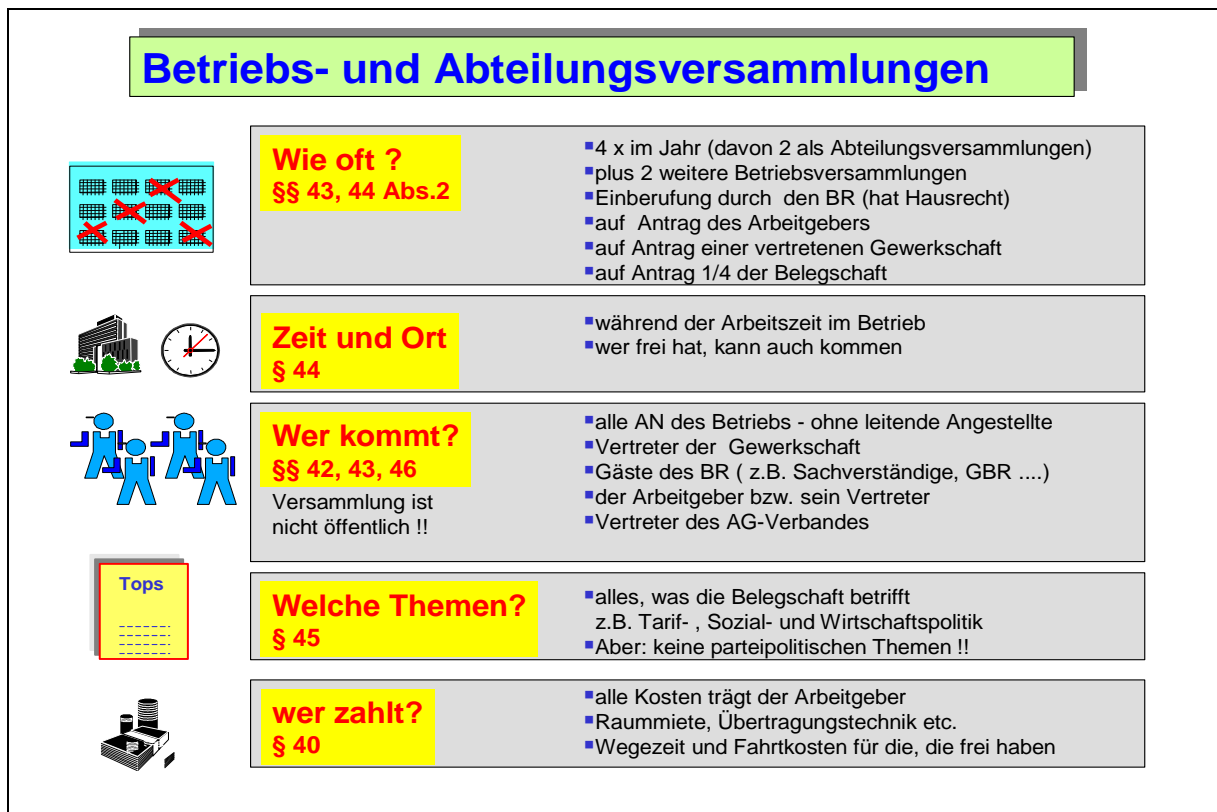 Betriebs- und Abteilungsversammlungen
Wie oft ?
§§ 43, 44 Abs.2
▪4 x im Jahr (davon 2 als Abteilungsversammlungen)
▪plus 2 weitere Betriebsversammlungen
▪Einberufung durch den BR (hat Hausrecht)
▪auf Antrag des Arbeitgebers
▪auf Antrag einer vertretenen Gewerkschaft
▪auf Antrag 1/4 der Belegschaft
Zeit und Ort
§ 44
▪während der Arbeitszeit im Betrieb
▪wer frei hat, kann auch kommen
Wer kommt?
§§ 42, 43, 46
Versammlung ist
nicht öffentlich !!
▪alle AN des Betriebs - ohne leitende Angestellte
▪Vertreter der Gewerkschaft
▪Gäste des BR ( z.B. Sachverständige, GBR ....)
▪der Arbeitgeber bzw. sein Vertreter
▪Vertreter des AG-Verbandes
Tops
Welche Themen?
§ 45
▪alles, was die Belegschaft betrifft
z.B. Tarif- , Sozial- und Wirtschaftspolitik
▪Aber: keine parteipolitischen Themen !!
wer zahlt?
§ 40
▪alle Kosten trägt der Arbeitgeber
▪Raummiete, Übertragungstechnik etc.
▪Wegezeit und Fahrtkosten für die, die frei haben